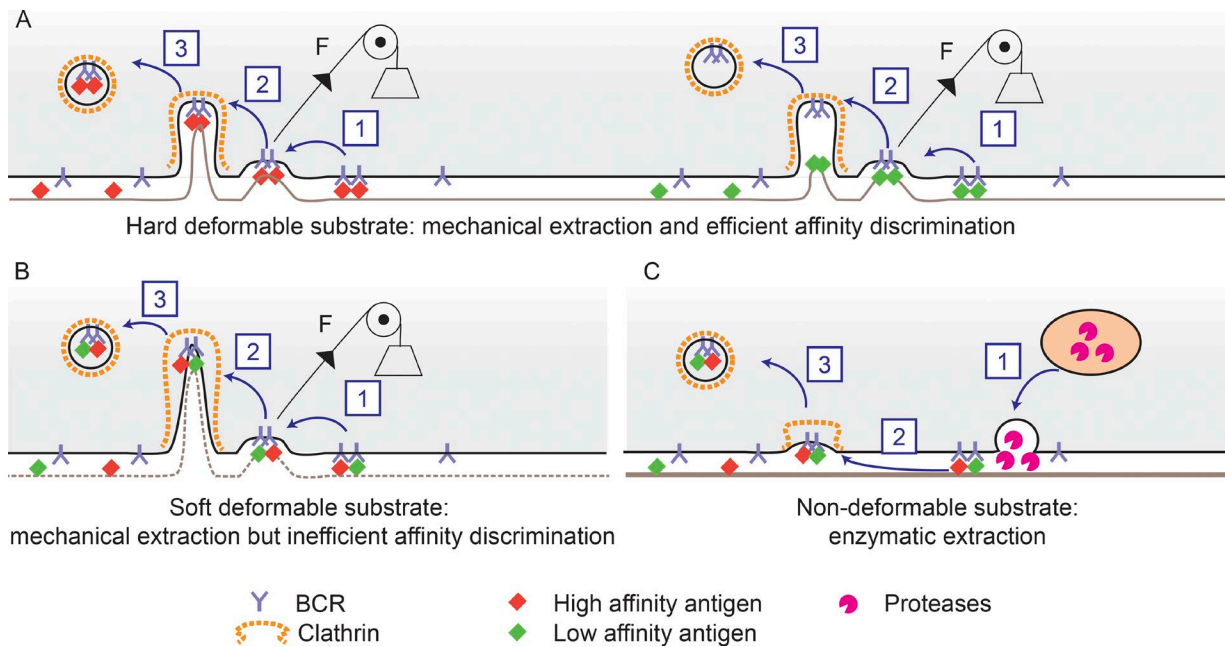 A
3
F
2
1
3
F
2
1
Hard deformable substrate: mechanical extraction and efficient affinity discrimination
B
3
F
2
1
Soft deformable substrate:
mechanical extraction but inefficient affinity discrimination
C
3
1
2
Non-deformable substrate:
enzymatic extraction
BCR
Clathrin
High affinity antigen
Low affinity antigen
Proteases